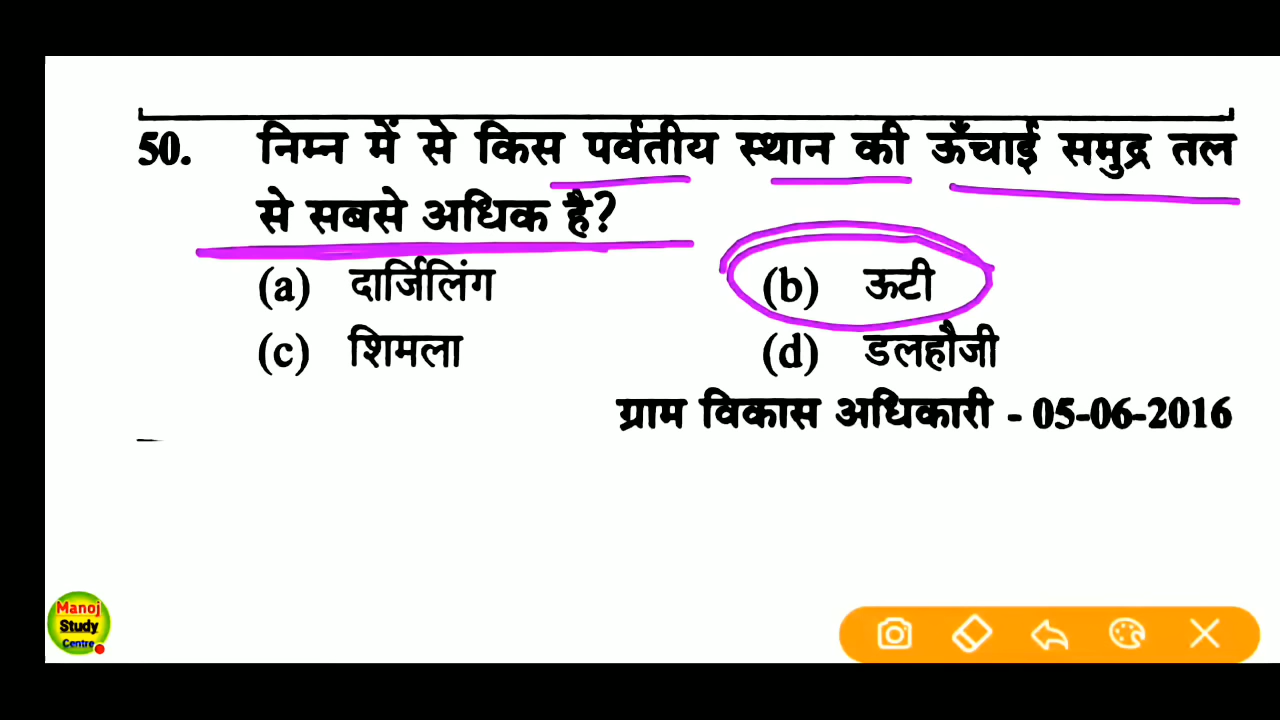 50. निम्न में से किस पर्वतीय स्थान की ऊँचाई समुद्र तल
से सबसे अधिक है?
(a) दार्जिलिंग (b) ऊटी
(c) शिमला (d) डलहौजी
ग्राम विकास अधिकारी - 05-06-2016
Manoj
Study
Centre